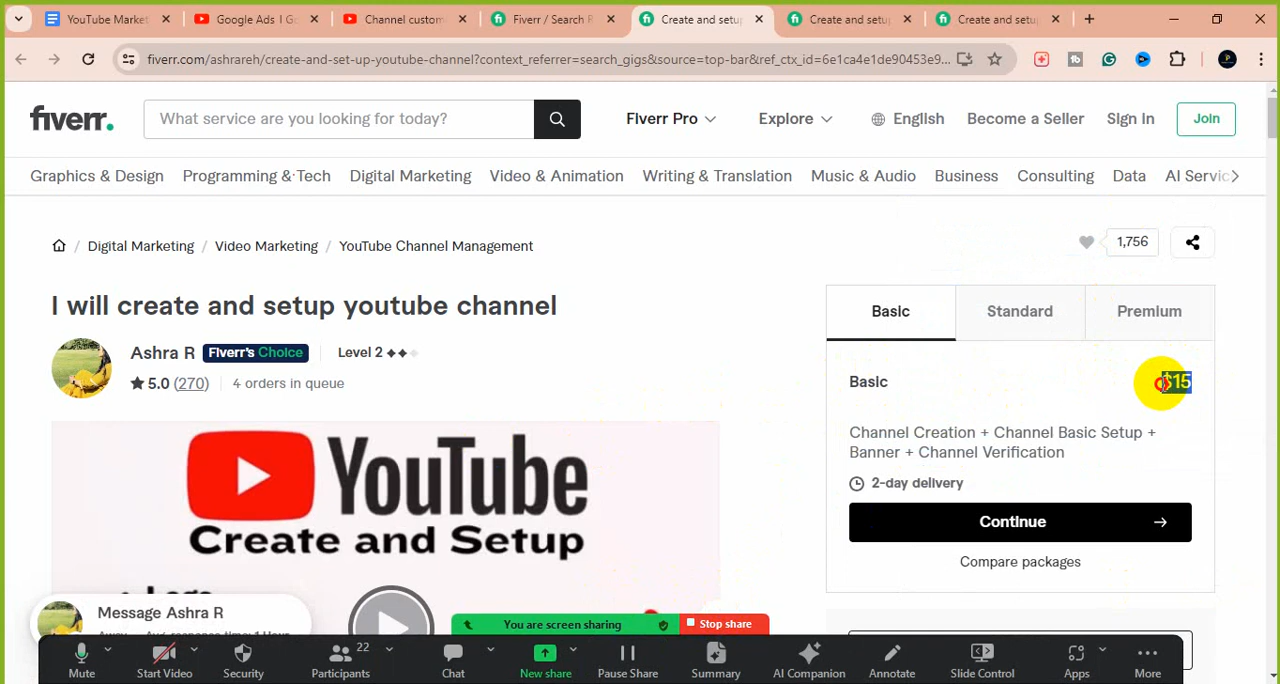 YouTube Market
Google Ads I G
Channel custom
Fiverr / Search R
Create and setu
Create and setu
Create and setu
fiverr.com/ashrareh/create-and-set-up-youtube-channel?context_referrer=search_gigs&source=top-bar&ref_ctx_id=6e1ca4e1de90453e9...
fiverr.
What service are you looking for today?
Fiverr Pro
Explore
English
Become a Seller
Sign In
Join
Graphics & Design
Programming & Tech
Digital Marketing
Video & Animation
Writing & Translation
Music & Audio
Business
Consulting
Data
AI Servic
Digital Marketing / Video Marketing / YouTube Channel Management
1,756
I will create and setup youtube channel
Ashra R Fiverr's Choice Level 2
5.0 (270) 4 orders in queue
Basic
Standard
Premium
Basic
$15
Channel Creation + Channel Basic Setup +
Banner + Channel Verification
2-day delivery
Continue
Compare packages
YouTube
Create and Setup
Message Ashra R
You are screen sharing
Stop share
Mute
Start Video
Security
22
Participants
Chat
New share
Pause Share
Summary
AI Companion
Annotate
Slide Control
Apps
More